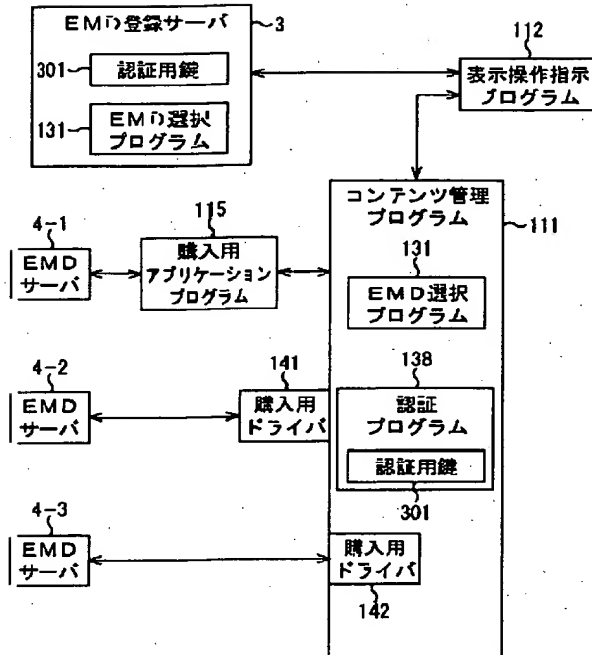 EMD登録サーバ
3
301
認証用鍵
131
EMD選択
プログラム
112
表示操作指示
プログラム
コンテンツ管理
プログラム
111
115
購入用
アプリケーション
プログラム
4-1
EMD
サーバ
131
EMD選択
プログラム
4-2
EMD
サーバ
141
購入用
ドライバ
138
認証
プログラム
認証用鍵
301
4-3
EMD
サーバ
購入用
ドライバ
142